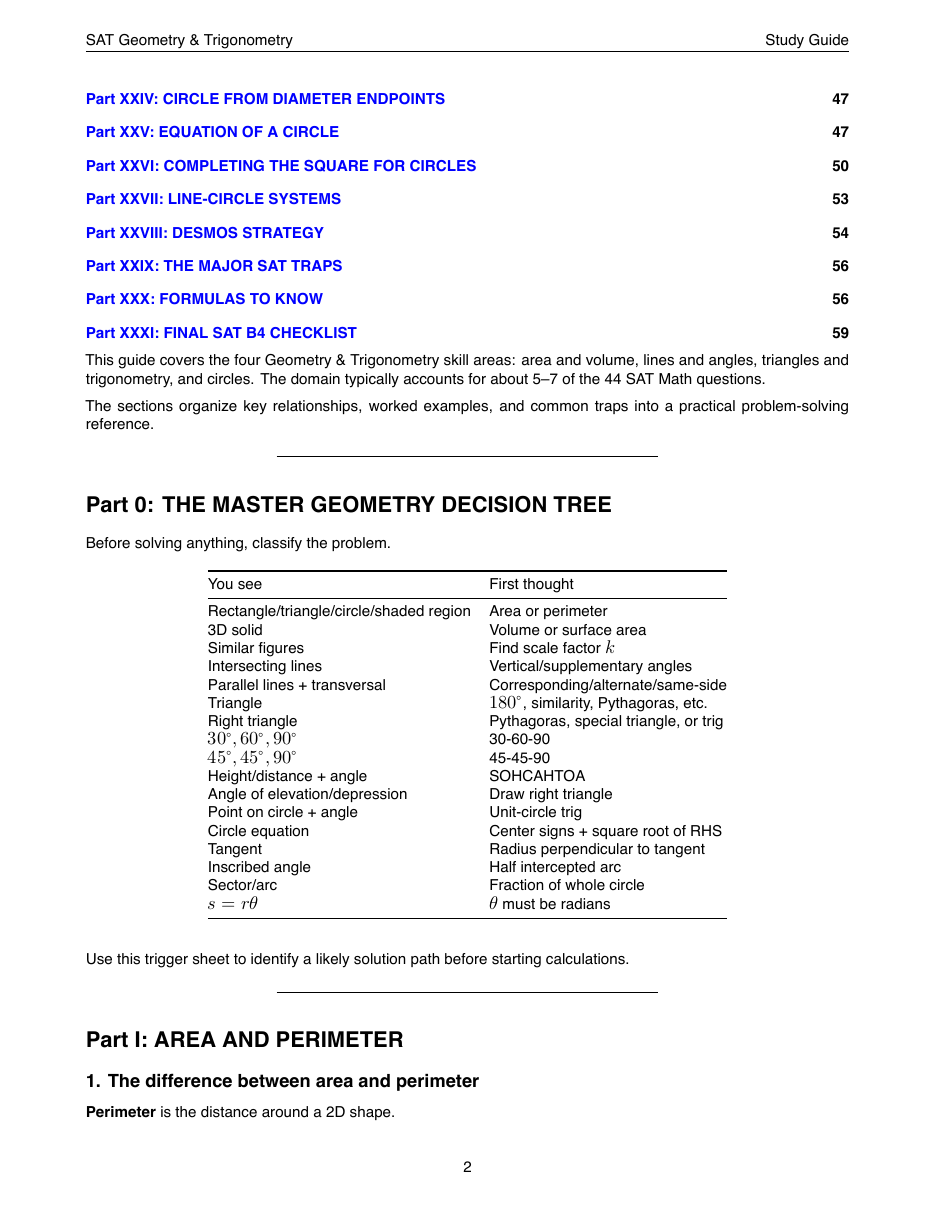 SAT Geometry & Trigonometry Study Guide
Part XXIV: CIRCLE FROM DIAMETER ENDPOINTS 47
Part XXV: EQUATION OF A CIRCLE 47
Part XXVI: COMPLETING THE SQUARE FOR CIRCLES 50
Part XXVII: LINE-CIRCLE SYSTEMS 53
Part XXVIII: DESMOS STRATEGY 54
Part XXIX: THE MAJOR SAT TRAPS 56
Part XXX: FORMULAS TO KNOW 56
Part XXXI: FINAL SAT B4 CHECKLIST 59
This guide covers the four Geometry & Trigonometry skill areas: area and volume, lines and angles, triangles and
trigonometry, and circles. The domain typically accounts for about 5–7 of the 44 SAT Math questions.
The sections organize key relationships, worked examples, and common traps into a practical problem-solving
reference.
Part 0: THE MASTER GEOMETRY DECISION TREE
Before solving anything, classify the problem.
You see First thought
Rectangle/triangle/circle/shaded region Area or perimeter
3D solid Volume or surface area
Similar figures Find scale factor k
Intersecting lines Vertical/supplementary angles
Parallel lines + transversal Corresponding/alternate/same-side
Triangle 180°, similarity, Pythagoras, etc.
Right triangle Pythagoras, special triangle, or trig
30°, 60°, 90° 30-60-90
45°, 45°, 90° 45-45-90
Height/distance + angle SOHCAHTOA
Angle of elevation/depression Draw right triangle
Point on circle + angle Unit-circle trig
Circle equation Center signs + square root of RHS
Tangent Radius perpendicular to tangent
Inscribed angle Half intercepted arc
Sector/arc Fraction of whole circle
s = rθ θ must be radians
Use this trigger sheet to identify a likely solution path before starting calculations.
Part I: AREA AND PERIMETER
1. The difference between area and perimeter
Perimeter is the distance around a 2D shape.
2